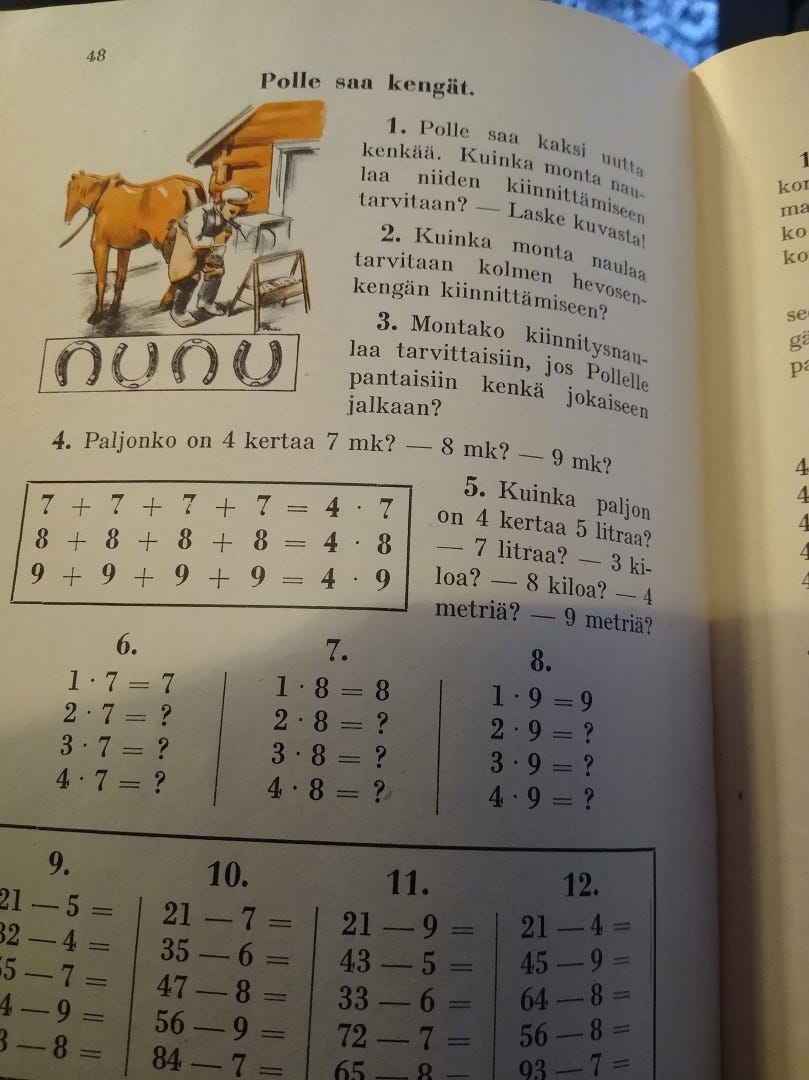 48
Polle saa kengät.
1. Polle saa kaksi uutta
kenkää. Kuinka monta nau-
laa niiden kiinnittämiseen
tarvitaan? — Laske kuvasta!
2. Kuinka monta naulaa
tarvitaan kolmen hevosen-
kengän kiinnittämiseen?
3. Montako kiinnitysnau-
laa tarvittaisiin, jos Pollelle
pantaisiin kenkä jokaiseen
jalkaan?
4. Paljonko on 4 kertaa 7 mk? — 8 mk? — 9 mk?
7 + 7 + 7 + 7 = 4 · 7
8 + 8 + 8 + 8 = 4 · 8
9 + 9 + 9 + 9 = 4 · 9
5. Kuinka paljon
on 4 kertaa 5 litraa?
— 7 litraa? — 3 ki-
loa? — 8 kiloa? — 4
metriä? — 9 metriä?
6.
1 · 7 = 7
2 · 7 = ?
3 · 7 = ?
4 · 7 = ?
7.
1 · 8 = 8
2 · 8 = ?
3 · 8 = ?
4 · 8 = ?
8.
1 · 9 = 9
2 · 9 = ?
3 · 9 = ?
4 · 9 = ?
9.
21 — 5 =
32 — 4 =
5 — 7 =
4 — 9 =
— 8 =
10.
21 — 7 =
35 — 6 =
47 — 8 =
56 — 9 =
84 — 7 =
11.
21 — 9 =
43 — 5 =
33 — 6 =
72 — 7 =
65 — 8 =
12.
21 — 4 =
45 — 9 =
64 — 8 =
56 — 8 =
93 — 7 =